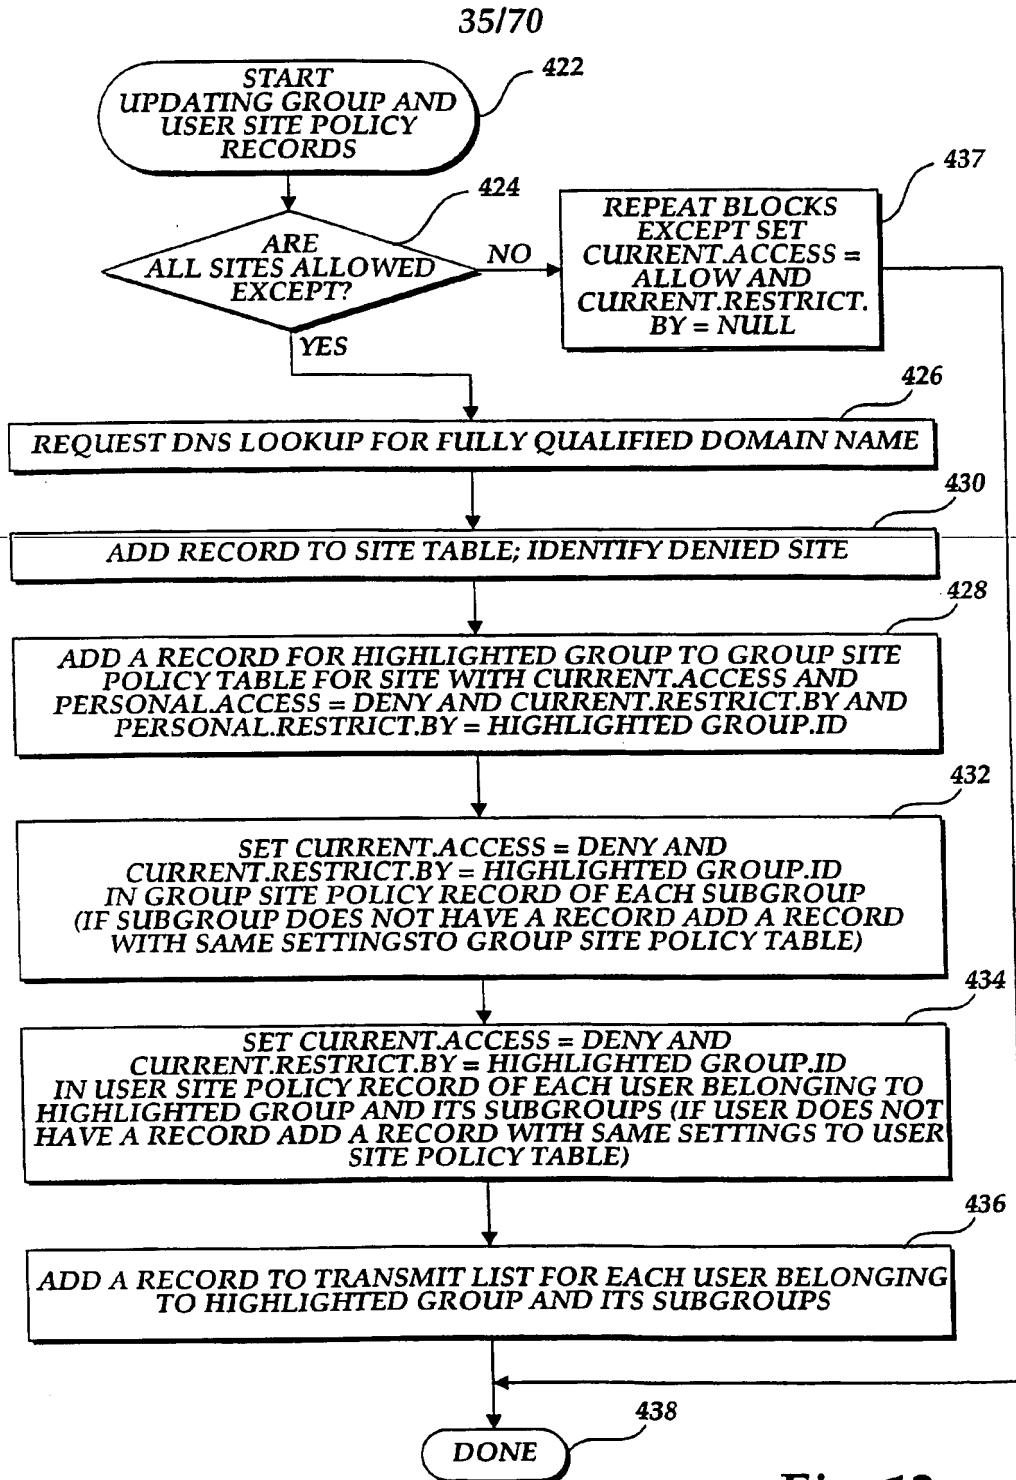 35/70
START
UPDATING GROUP AND
USER SITE POLICY
RECORDS
422
ARE
ALL SITES ALLOWED
EXCEPT?
424
NO
YES
REPEAT BLOCKS
EXCEPT SET
CURRENT.ACCESS =
ALLOW AND
CURRENT.RESTRICT.
BY = NULL
437
426
REQUEST DNS LOOKUP FOR FULLY QUALIFIED DOMAIN NAME
430
ADD RECORD TO SITE TABLE; IDENTIFY DENIED SITE
428
ADD A RECORD FOR HIGHLIGHTED GROUP TO GROUP SITE
POLICY TABLE FOR SITE WITH CURRENT.ACCESS AND
PERSONAL.ACCESS = DENY AND CURRENT.RESTRICT.BY AND
PERSONAL.RESTRICT.BY = HIGHLIGHTED GROUP.ID
432
SET CURRENT.ACCESS = DENY AND
CURRENT.RESTRICT.BY = HIGHLIGHTED GROUP.ID
IN GROUP SITE POLICY RECORD OF EACH SUBGROUP
(IF SUBGROUP DOES NOT HAVE A RECORD ADD A RECORD
WITH SAME SETTINGSTO GROUP SITE POLICY TABLE)
434
SET CURRENT.ACCESS = DENY AND
CURRENT.RESTRICT.BY = HIGHLIGHTED GROUP.ID
IN USER SITE POLICY RECORD OF EACH USER BELONGING TO
HIGHLIGHTED GROUP AND ITS SUBGROUPS (IF USER DOES NOT
HAVE A RECORD ADD A RECORD WITH SAME SETTINGS TO USER
SITE POLICY TABLE)
436
ADD A RECORD TO TRANSMIT LIST FOR EACH USER BELONGING
TO HIGHLIGHTED GROUP AND ITS SUBGROUPS
438
DONE